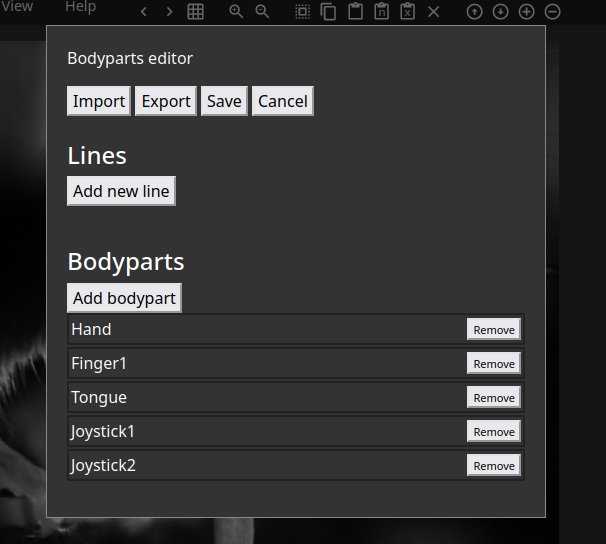 View Help
Bodyparts editor
Import Export Save Cancel
Lines
Add new line
Bodyparts
Add bodypart
Hand Remove
Finger1 Remove
Tongue Remove
Joystick1 Remove
Joystick2 Remove